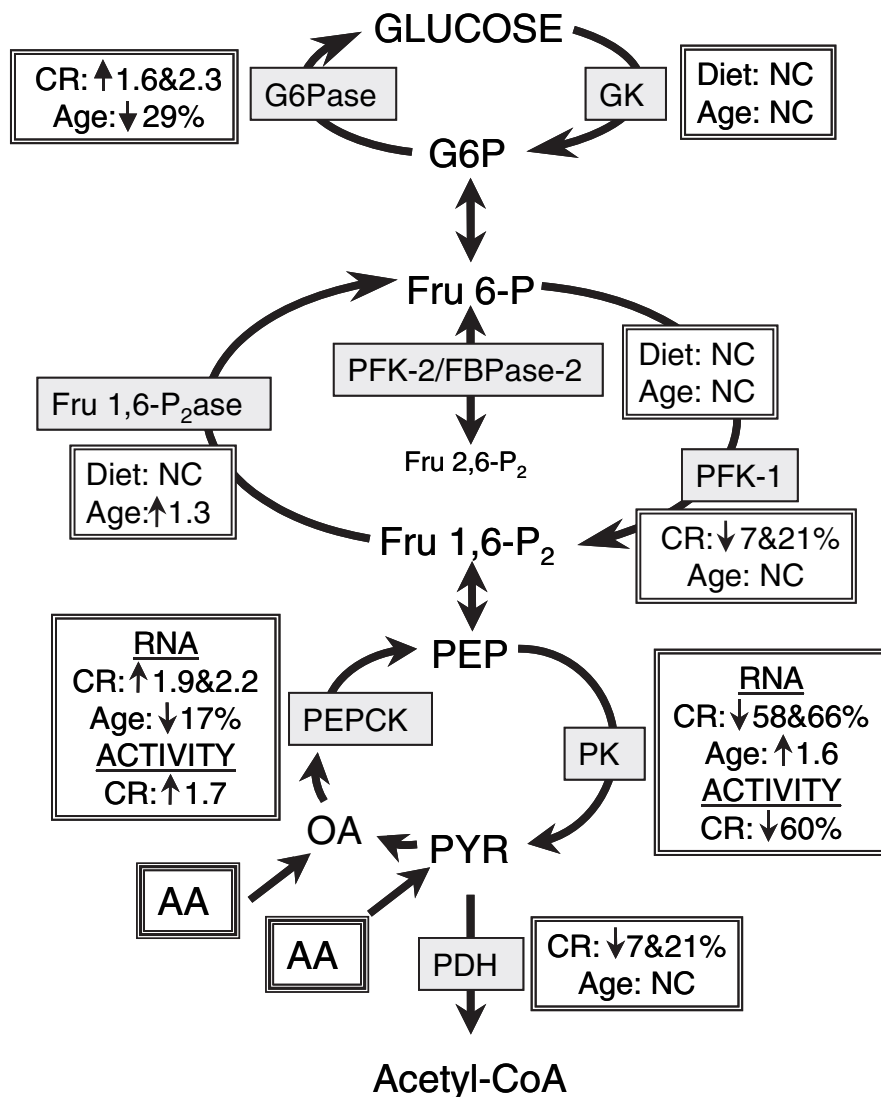 GLUCOSE
CR: ↑1.6&2.3
Age:↓29%
G6Pase
GK
Diet: NC
Age: NC
G6P
Fru 6-P
Diet: NC
Age: NC
PFK-2/FBPase-2
Fru 1,6-P₂ase
Fru 2,6-P₂
PFK-1
Diet: NC
Age:↑1.3
Fru 1,6-P₂
CR:↓7&21%
Age: NC
RNA
CR:↑1.9&2.2
Age:↓17%
ACTIVITY
CR:↑1.7
PEP
PEPCK
PK
RNA
CR:↓58&66%
Age:↑1.6
ACTIVITY
CR:↓60%
OA
PYR
AA
AA
PDH
CR:↓7&21%
Age: NC
Acetyl-CoA